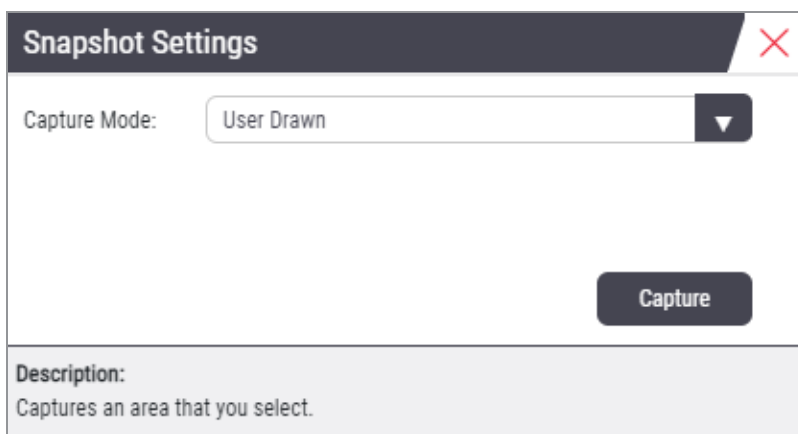 Snapshot Settings
Capture Mode: User Drawn
Capture
Description:
Captures an area that you select.